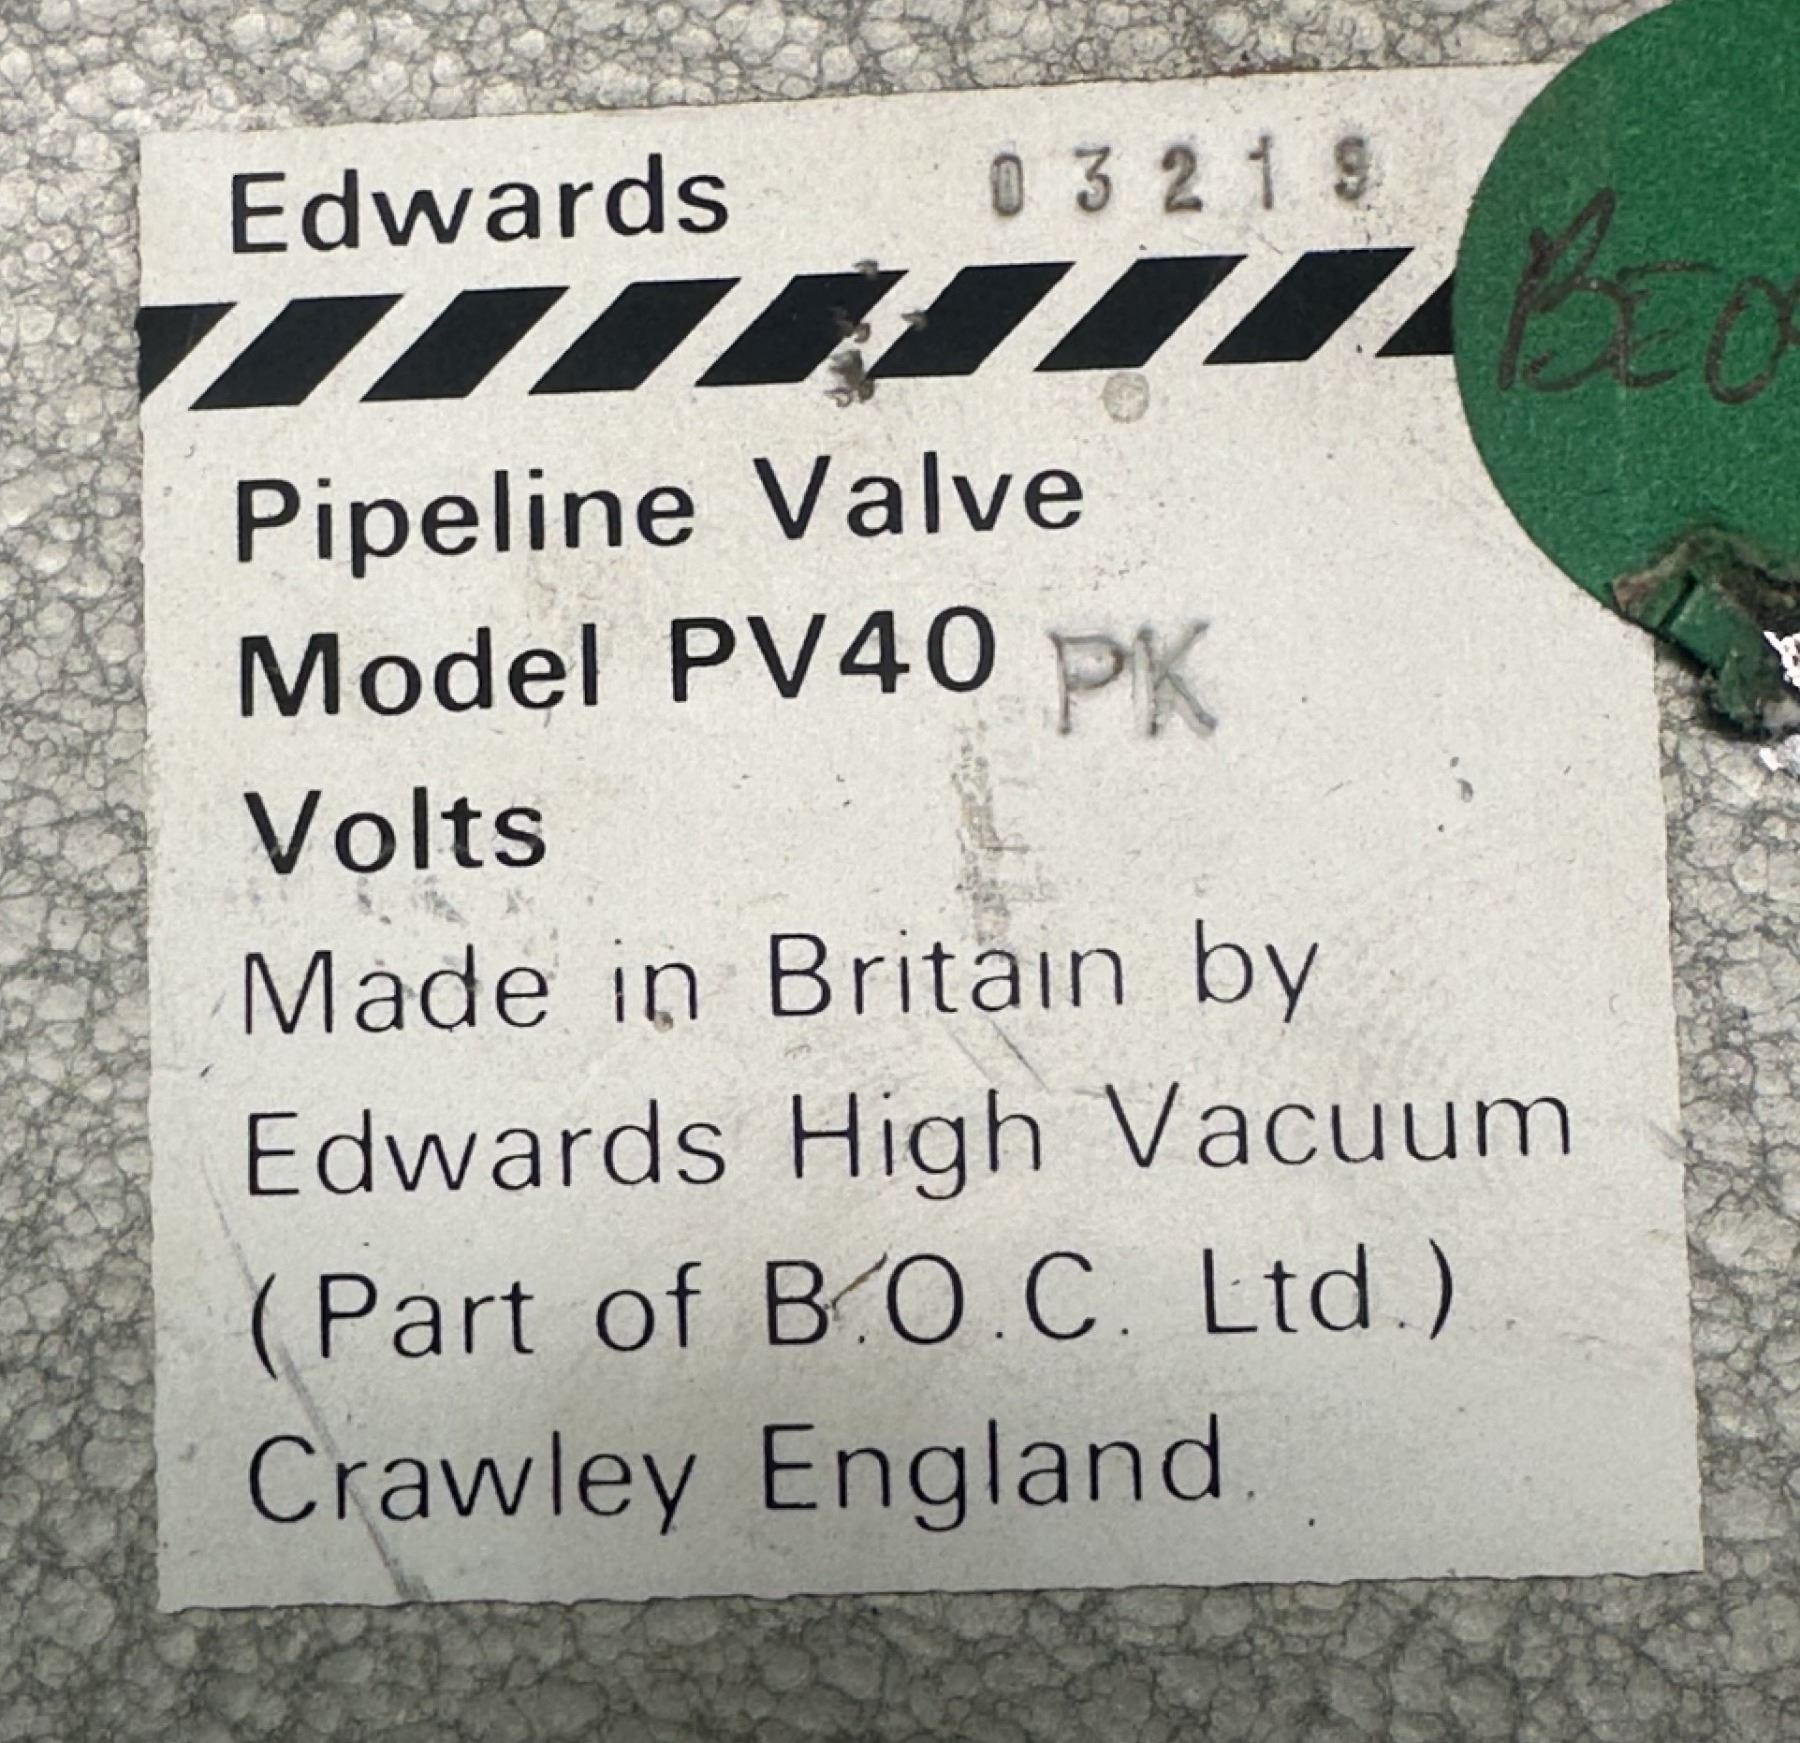 Edwards 03219
Pipeline Valve
Model PV40 PK
Volts
Made in Britain by
Edwards High Vacuum
(Part of B.O.C. Ltd.)
Crawley England.